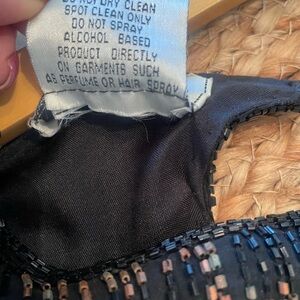 DO NOT DRY CLEAN
SPOT CLEAN ONLY
DO NOT SPRAY
ALCOHOL BASED
PRODUCT DIRECTLY
ON GARMENTS SUCH
AS PERFUME OR HAIR SPRAY